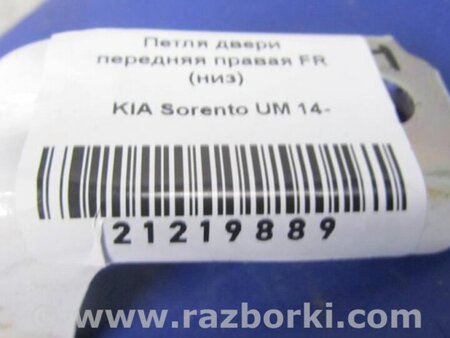 Петля двери
передняя правая FR
(низ)
KIA Sorento UM 14-
21219889
www.razborki.com